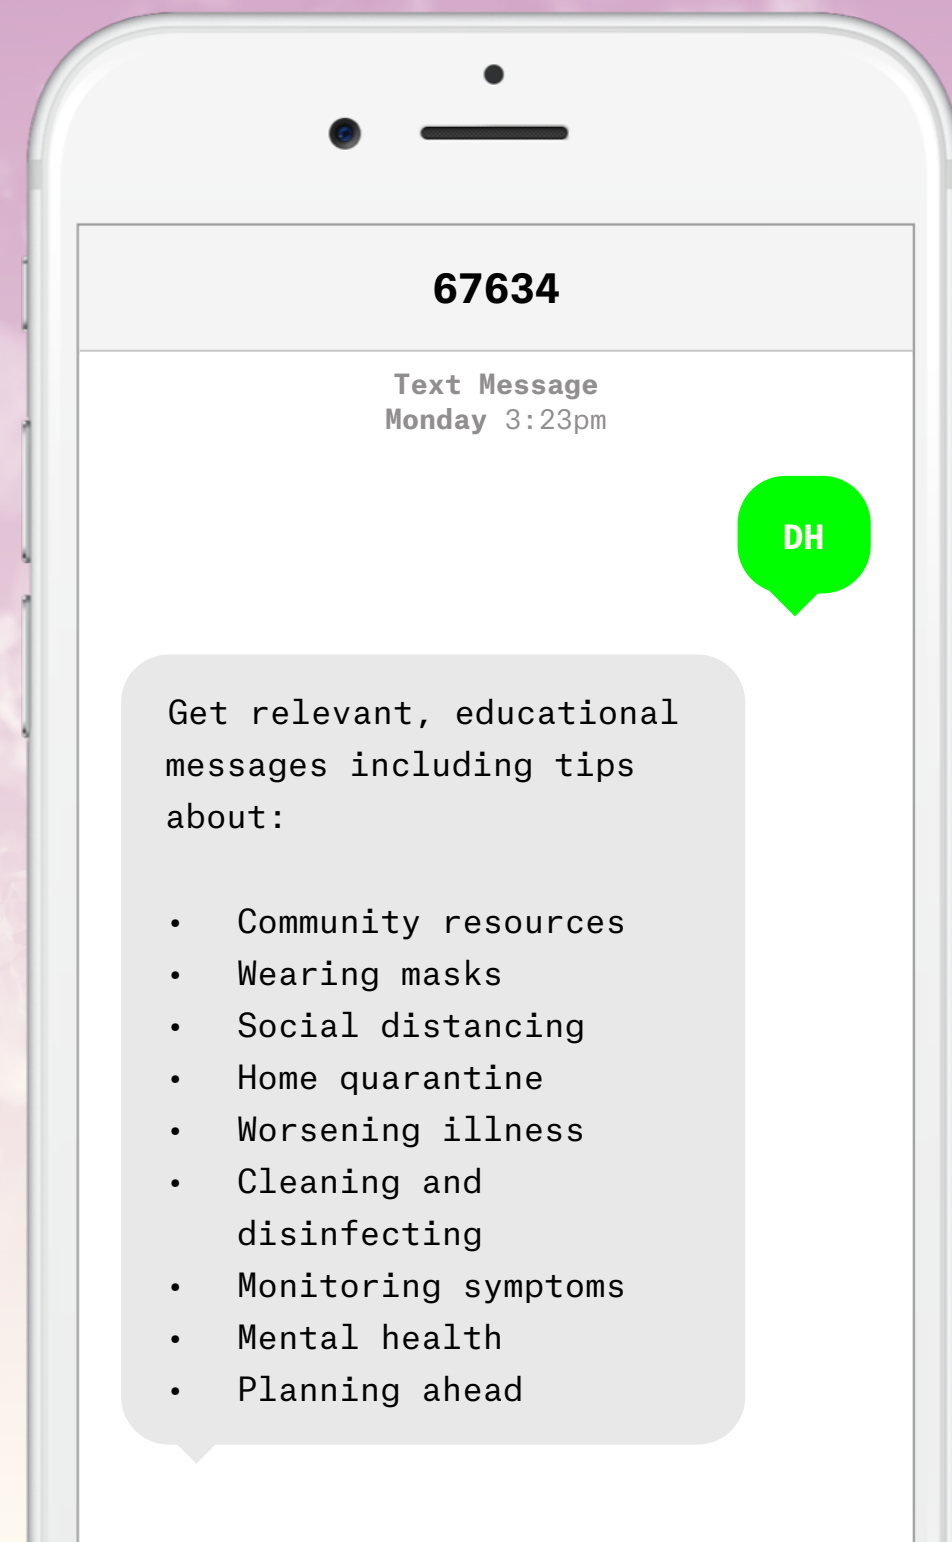 67634
Text Message
Monday 3:23pm
DH
Get relevant, educational
messages including tips
about:
• Community resources
• Wearing masks
• Social distancing
• Home quarantine
• Worsening illness
• Cleaning and
disinfecting
• Monitoring symptoms
• Mental health
• Planning ahead